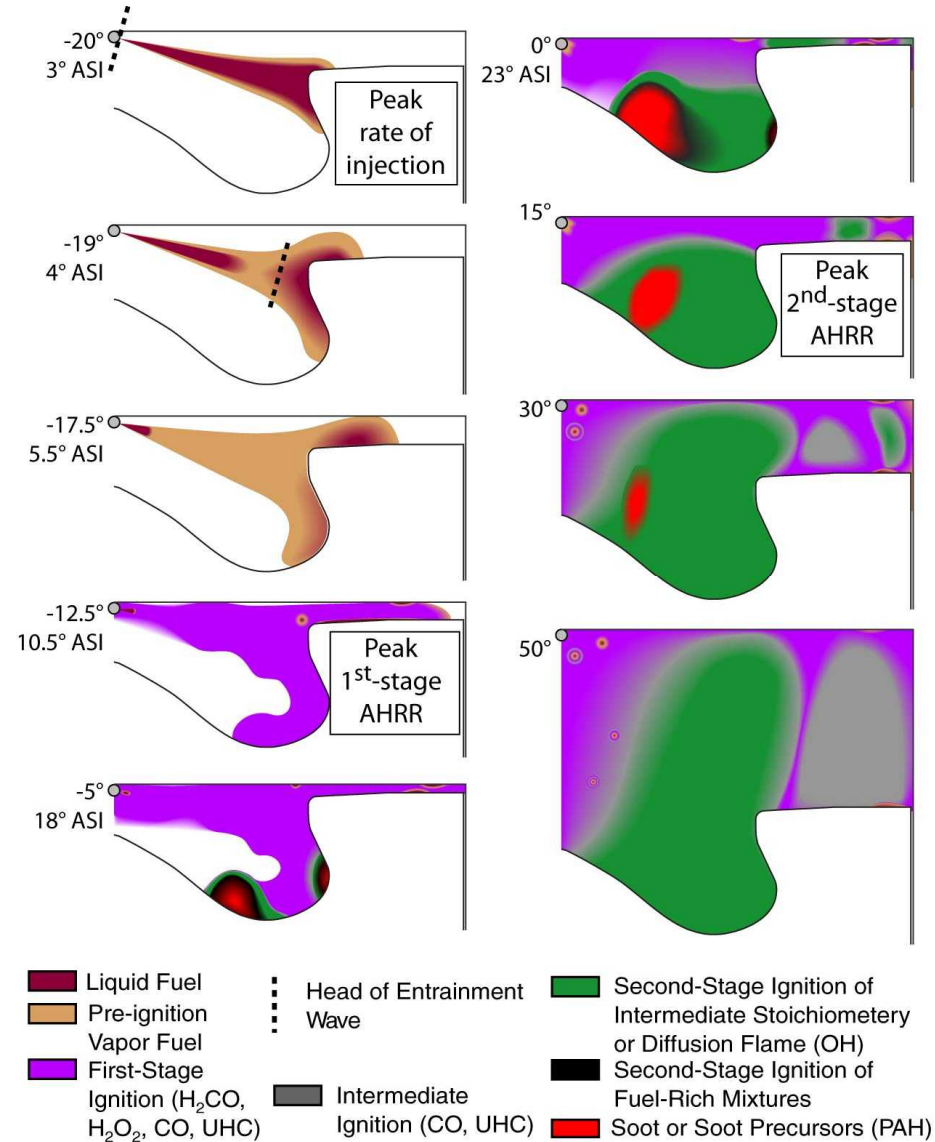 -20°
3° ASI
Peak
rate of
injection
-19°
4° ASI
-17.5°
5.5° ASI
-12.5°
10.5° ASI
Peak
1st-stage
AHRR
-5°
18° ASI
0°
23° ASI
15°
Peak
2nd-stage
AHRR
30°
50°
Liquid Fuel
Pre-ignition
Vapor Fuel
First-Stage
Ignition (H₂CO,
H₂O₂, CO, UHC)
Head of Entrainment
Wave
Intermediate
Ignition (CO, UHC)
Second-Stage Ignition of
Intermediate Stoichiometery
or Diffusion Flame (OH)
Second-Stage Ignition of
Fuel-Rich Mixtures
Soot or Soot Precursors (PAH)